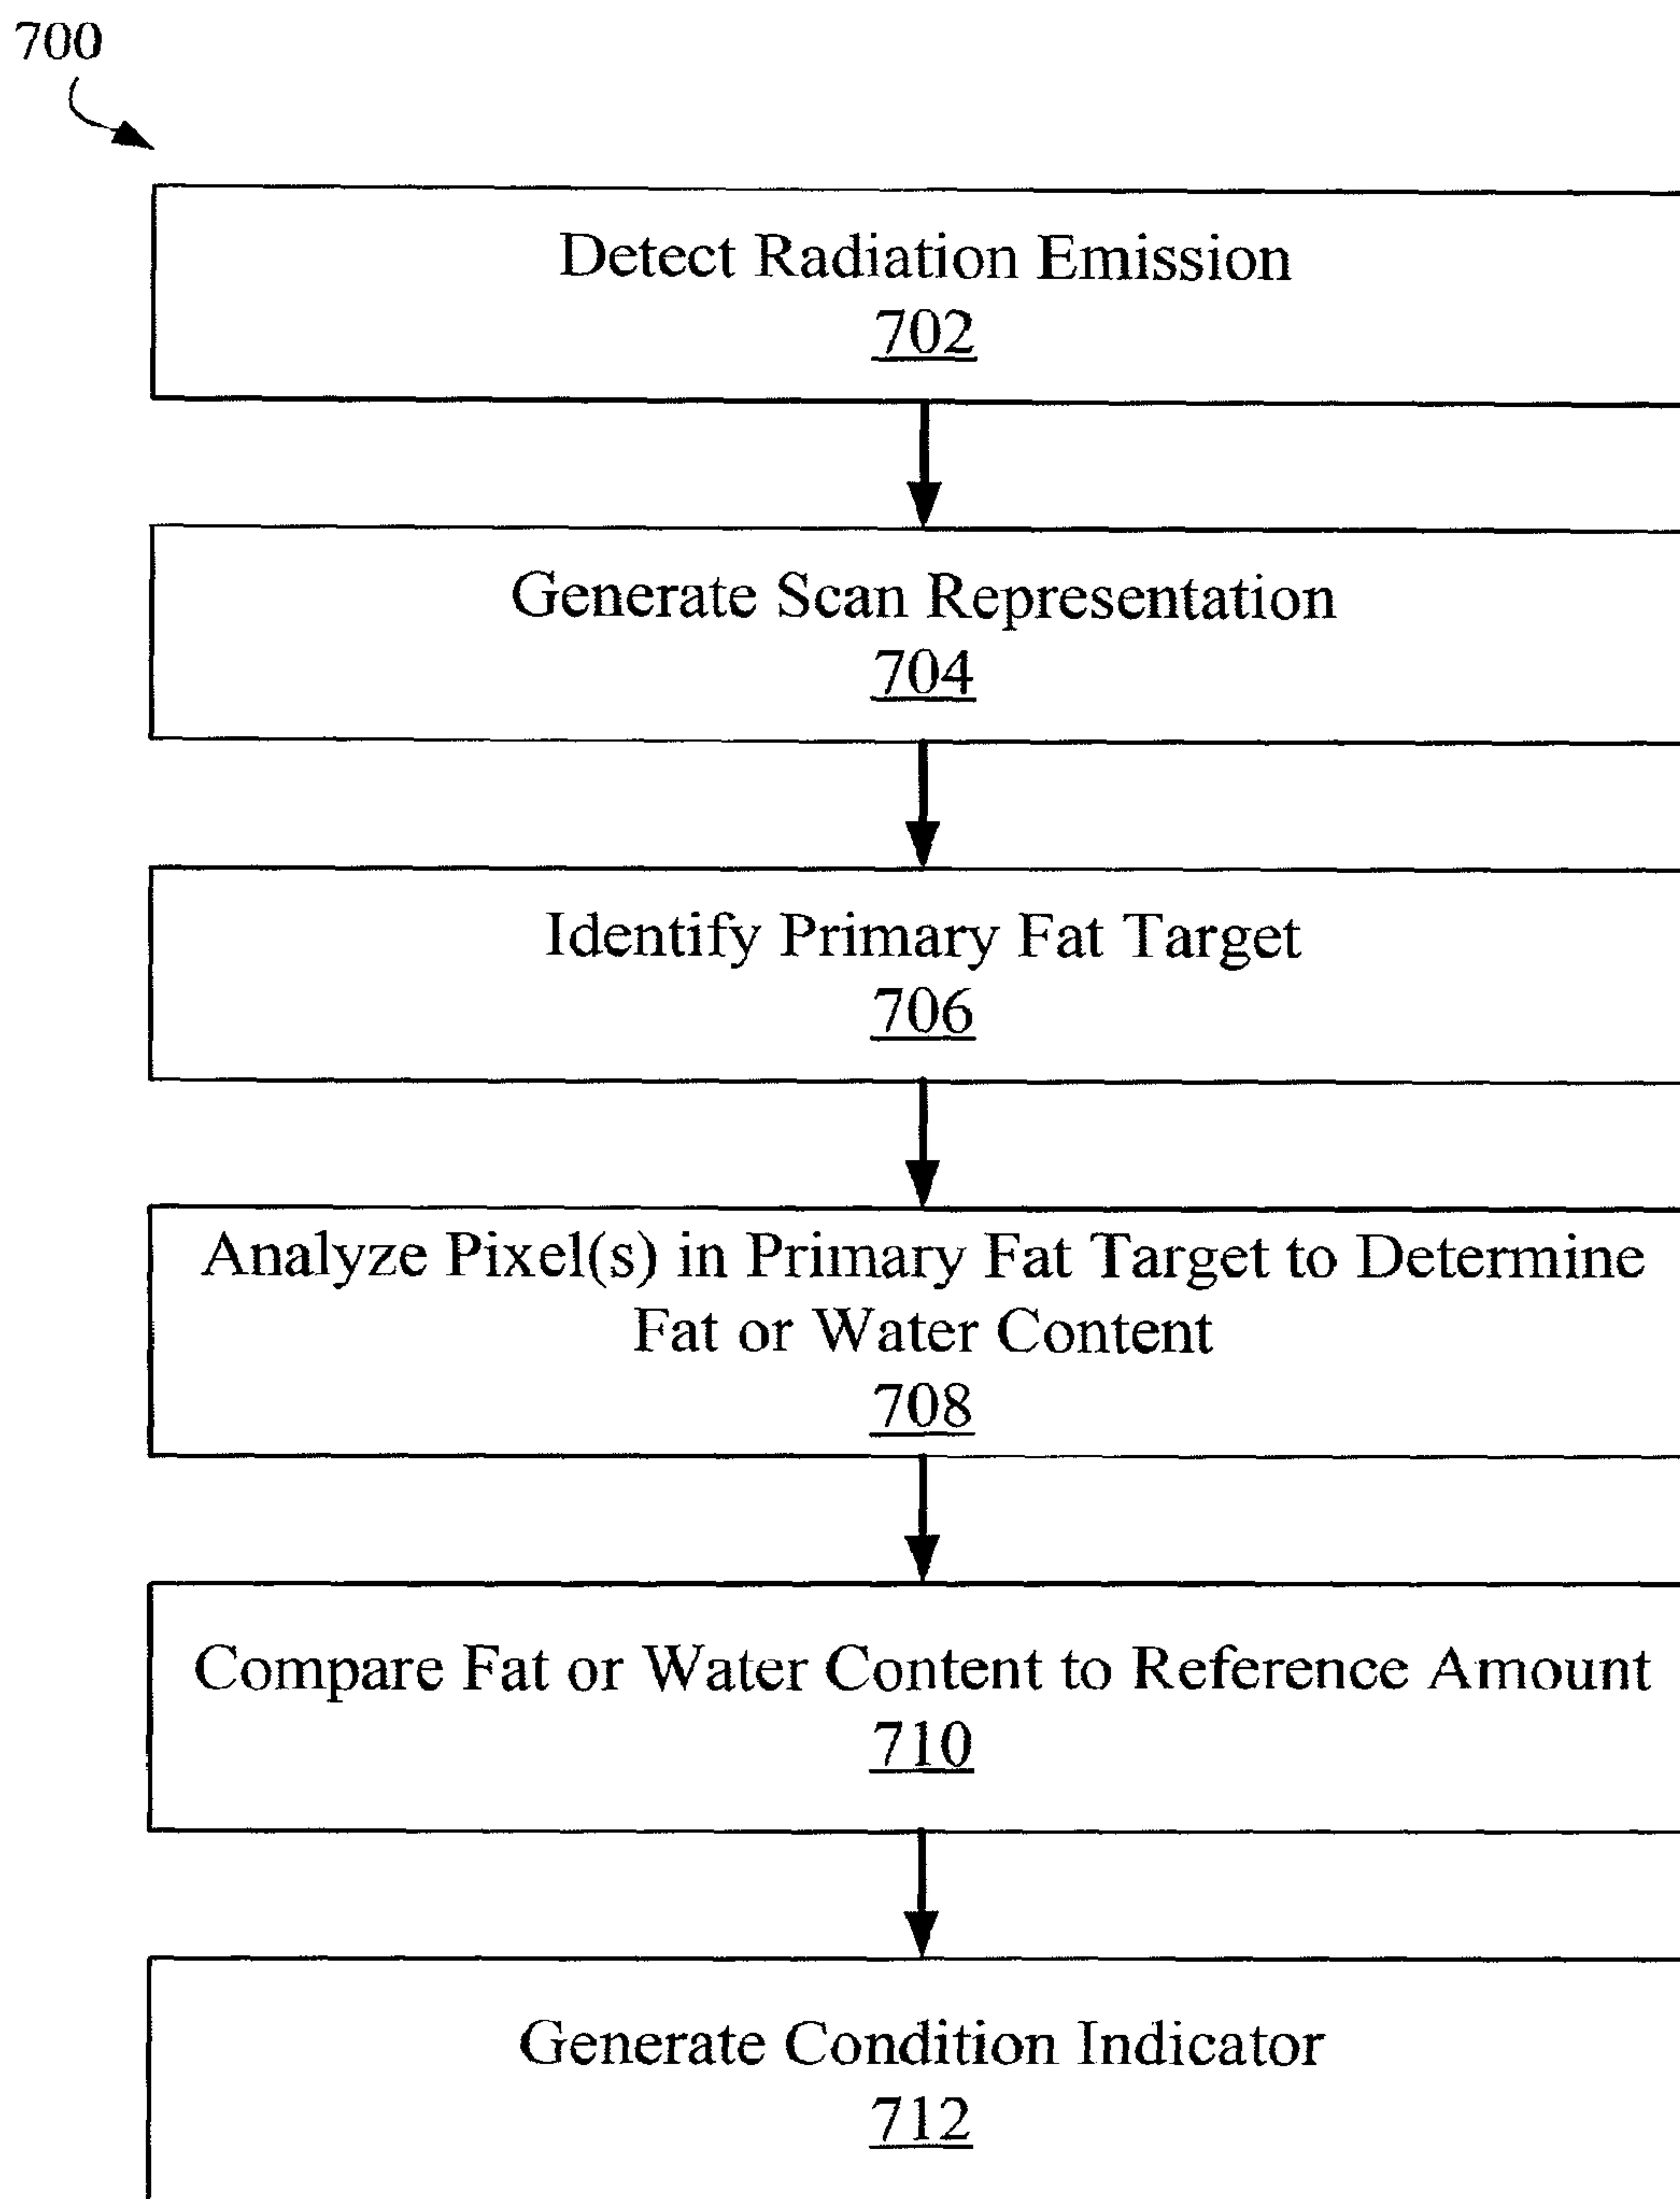 700
Detect Radiation Emission
702
Generate Scan Representation
704
Identify Primary Fat Target
706
Analyze Pixel(s) in Primary Fat Target to Determine
Fat or Water Content
708
Compare Fat or Water Content to Reference Amount
710
Generate Condition Indicator
712